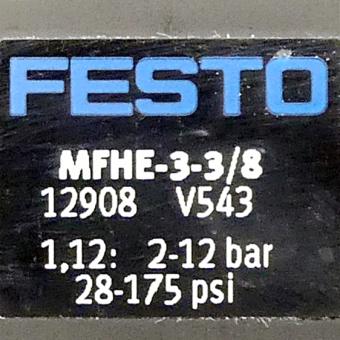 FESTO
MFHE-3-3/8
12908 V543
1,12: 2-12 bar
28-175 psi